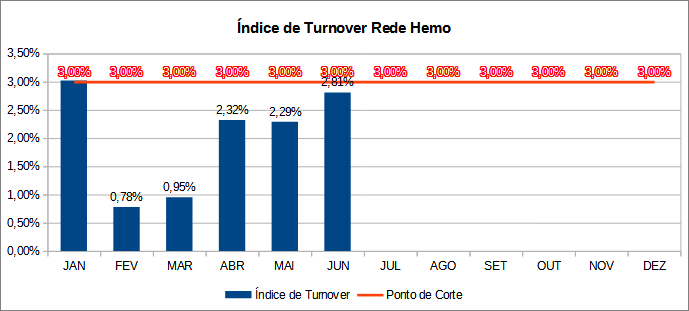 Índice de Turnover Rede Hemo
3,50%
3,00%
2,50%
2,00%
1,50%
1,00%
0,50%
0,00%
3,00% 3,00% 3,00% 3,00% 3,00% 3,00% 3,00% 3,00% 3,00% 3,00% 3,00% 3,00%
0,78% 0,95% 2,32% 2,29% 2,81%
JAN FEV MAR ABR MAI JUN JUL AGO SET OUT NOV DEZ
Índice de Turnover Ponto de Corte